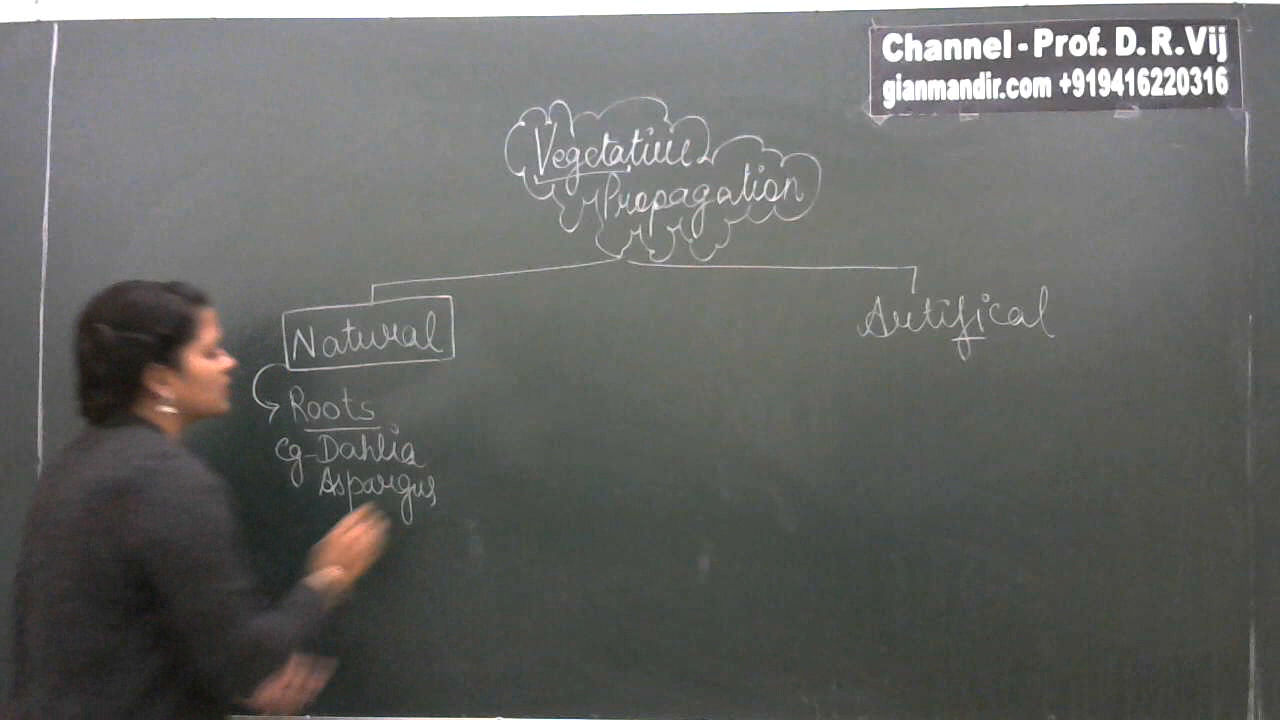 Channel - Prof. D. R. Vij
gianmandir.com +919416220316
Vegetative
Propagation
Natural
Artifical
Roots
eg - Dahlia
Aspargus